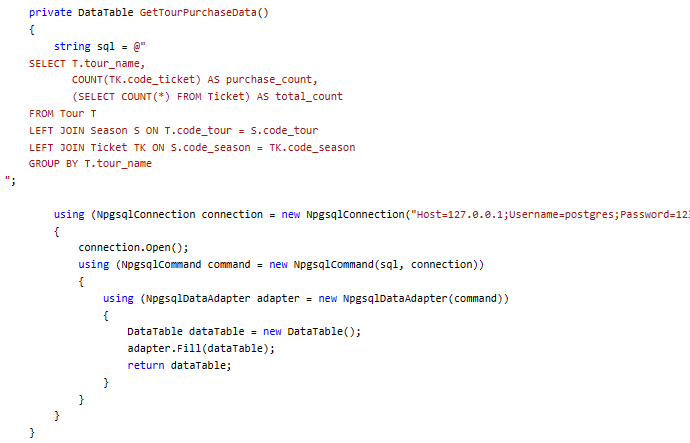 private DataTable GetTourPurchaseData()
{
string sql = @"
SELECT T.tour_name,
COUNT(TK.code_ticket) AS purchase_count,
(SELECT COUNT(*) FROM Ticket) AS total_count
FROM Tour T
LEFT JOIN Season S ON T.code_tour = S.code_tour
LEFT JOIN Ticket TK ON S.code_season = TK.code_season
GROUP BY T.tour_name
";
using (NpgsqlConnection connection = new NpgsqlConnection("Host=127.0.0.1;Username=postgres;Password=123
{
connection.Open();
using (NpgsqlCommand command = new NpgsqlCommand(sql, connection))
{
using (NpgsqlDataAdapter adapter = new NpgsqlDataAdapter(command))
{
DataTable dataTable = new DataTable();
adapter.Fill(dataTable);
return dataTable;
}
}
}
}